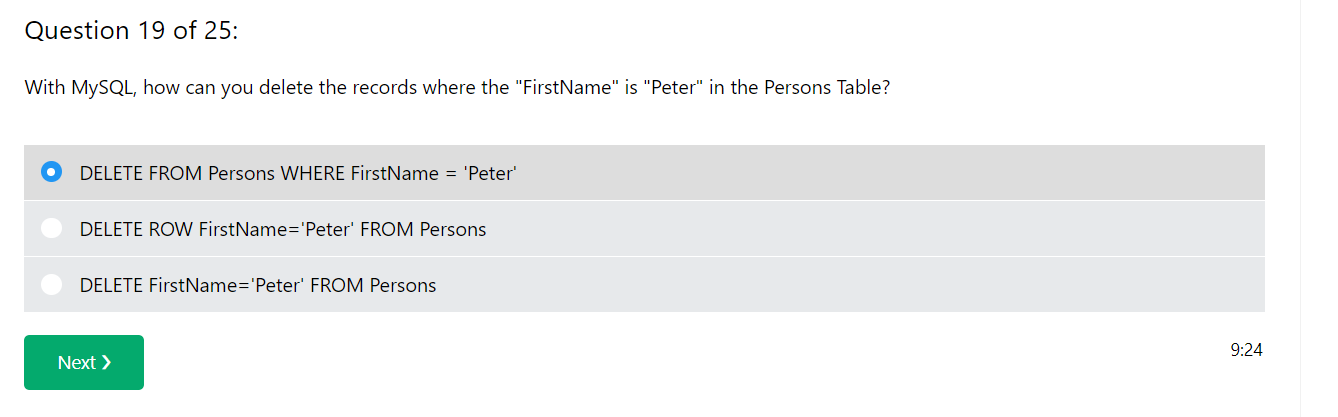 Question 19 of 25:
With MySQL, how can you delete the records where the "FirstName" is "Peter" in the Persons Table?
DELETE FROM Persons WHERE FirstName = 'Peter'
DELETE ROW FirstName='Peter' FROM Persons
DELETE FirstName='Peter' FROM Persons
Next ❯
9:24